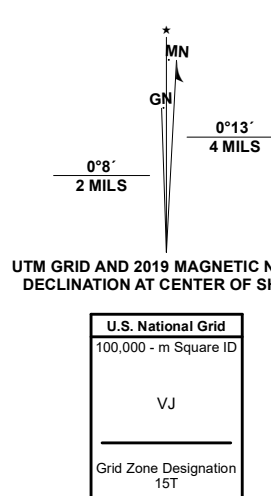 ★
MN
GN
0°13´
4 MILS
0°8´
2 MILS
UTM GRID AND 2019 MAGNETIC N
DECLINATION AT CENTER OF SH
U.S. National Grid
100,000 - m Square ID
VJ
Grid Zone Designation
15T